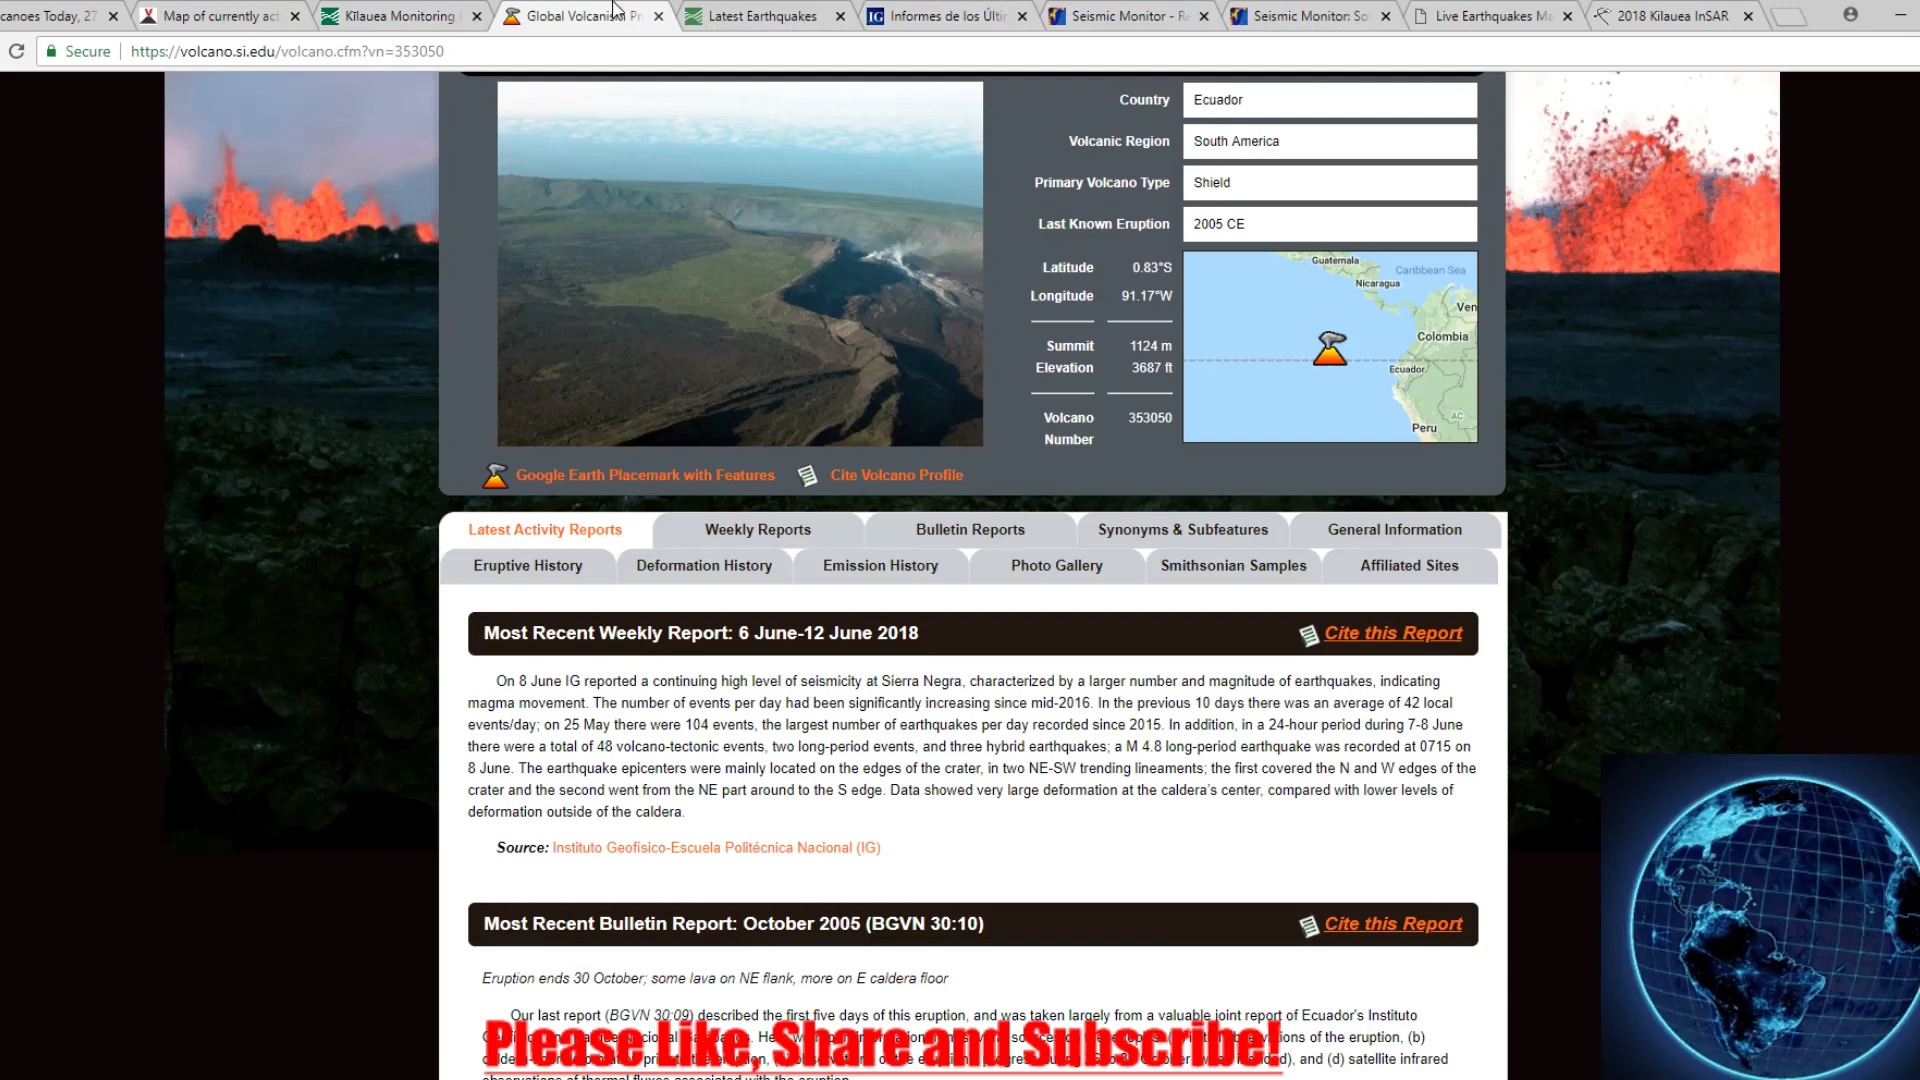 canoes Today, 27
Map of currently act
Kīlauea Monitoring
Global Volcanism Pr
Latest Earthquakes
IG Informes de los Últin
Seismic Monitor - Re
Seismic Monitor: Sou
Live Earthquakes Ma
2018 Kilauea InSAR
Secure https://volcano.si.edu/volcano.cfm?vn=353050
Country Ecuador
Volcanic Region South America
Primary Volcano Type Shield
Last Known Eruption 2005 CE
Latitude 0.83°S
Longitude 91.17°W
Summit 1124 m
Elevation 3687 ft
Volcano 353050
Number
Guatemala
Caribbean Sea
Nicaragua
Ven
Colombia
Ecuador
AC
Peru
Google Earth Placemark with Features Cite Volcano Profile
Latest Activity Reports Weekly Reports Bulletin Reports Synonyms & Subfeatures General Information
Eruptive History Deformation History Emission History Photo Gallery Smithsonian Samples Affiliated Sites
Most Recent Weekly Report: 6 June-12 June 2018 Cite this Report
On 8 June IG reported a continuing high level of seismicity at Sierra Negra, characterized by a larger number and magnitude of earthquakes, indicating
magma movement. The number of events per day had been significantly increasing since mid-2016. In the previous 10 days there was an average of 42 local
events/day; on 25 May there were 104 events, the largest number of earthquakes per day recorded since 2015. In addition, in a 24-hour period during 7-8 June
there were a total of 48 volcano-tectonic events, two long-period events, and three hybrid earthquakes; a M 4.8 long-period earthquake was recorded at 0715 on
8 June. The earthquake epicenters were mainly located on the edges of the crater, in two NE-SW trending lineaments; the first covered the N and W edges of the
crater and the second went from the NE part around to the S edge. Data showed very large deformation at the caldera's center, compared with lower levels of
deformation outside of the caldera.
Source: Instituto Geofísico-Escuela Politécnica Nacional (IG)
Most Recent Bulletin Report: October 2005 (BGVN 30:10) Cite this Report
Eruption ends 30 October; some lava on NE flank, more on E caldera floor
Our last report (BGVN 30:09) described the first five days of this eruption, and was taken largely from a valuable joint report of Ecuador's Instituto
of the eruption, (b)
and (d) satellite infrared
observations of thermal fluxes associated with the eruption.
Please Like, Share and Subscribe!